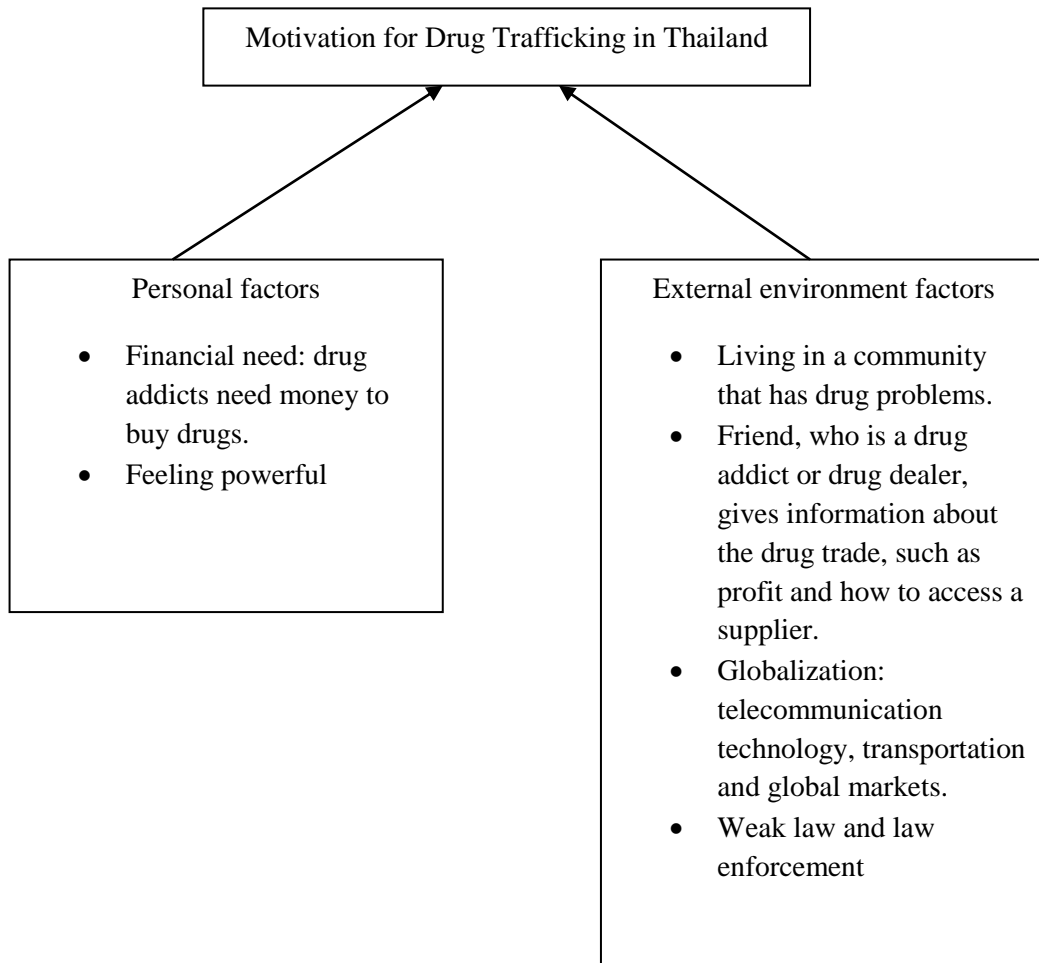 Motivation for Drug Trafficking in Thailand
Personal factors
• Financial need: drug
addicts need money to
buy drugs.
• Feeling powerful
External environment factors
• Living in a community
that has drug problems.
• Friend, who is a drug
addict or drug dealer,
gives information about
the drug trade, such as
profit and how to access a
supplier.
• Globalization:
telecommunication
technology, transportation
and global markets.
• Weak law and law
enforcement